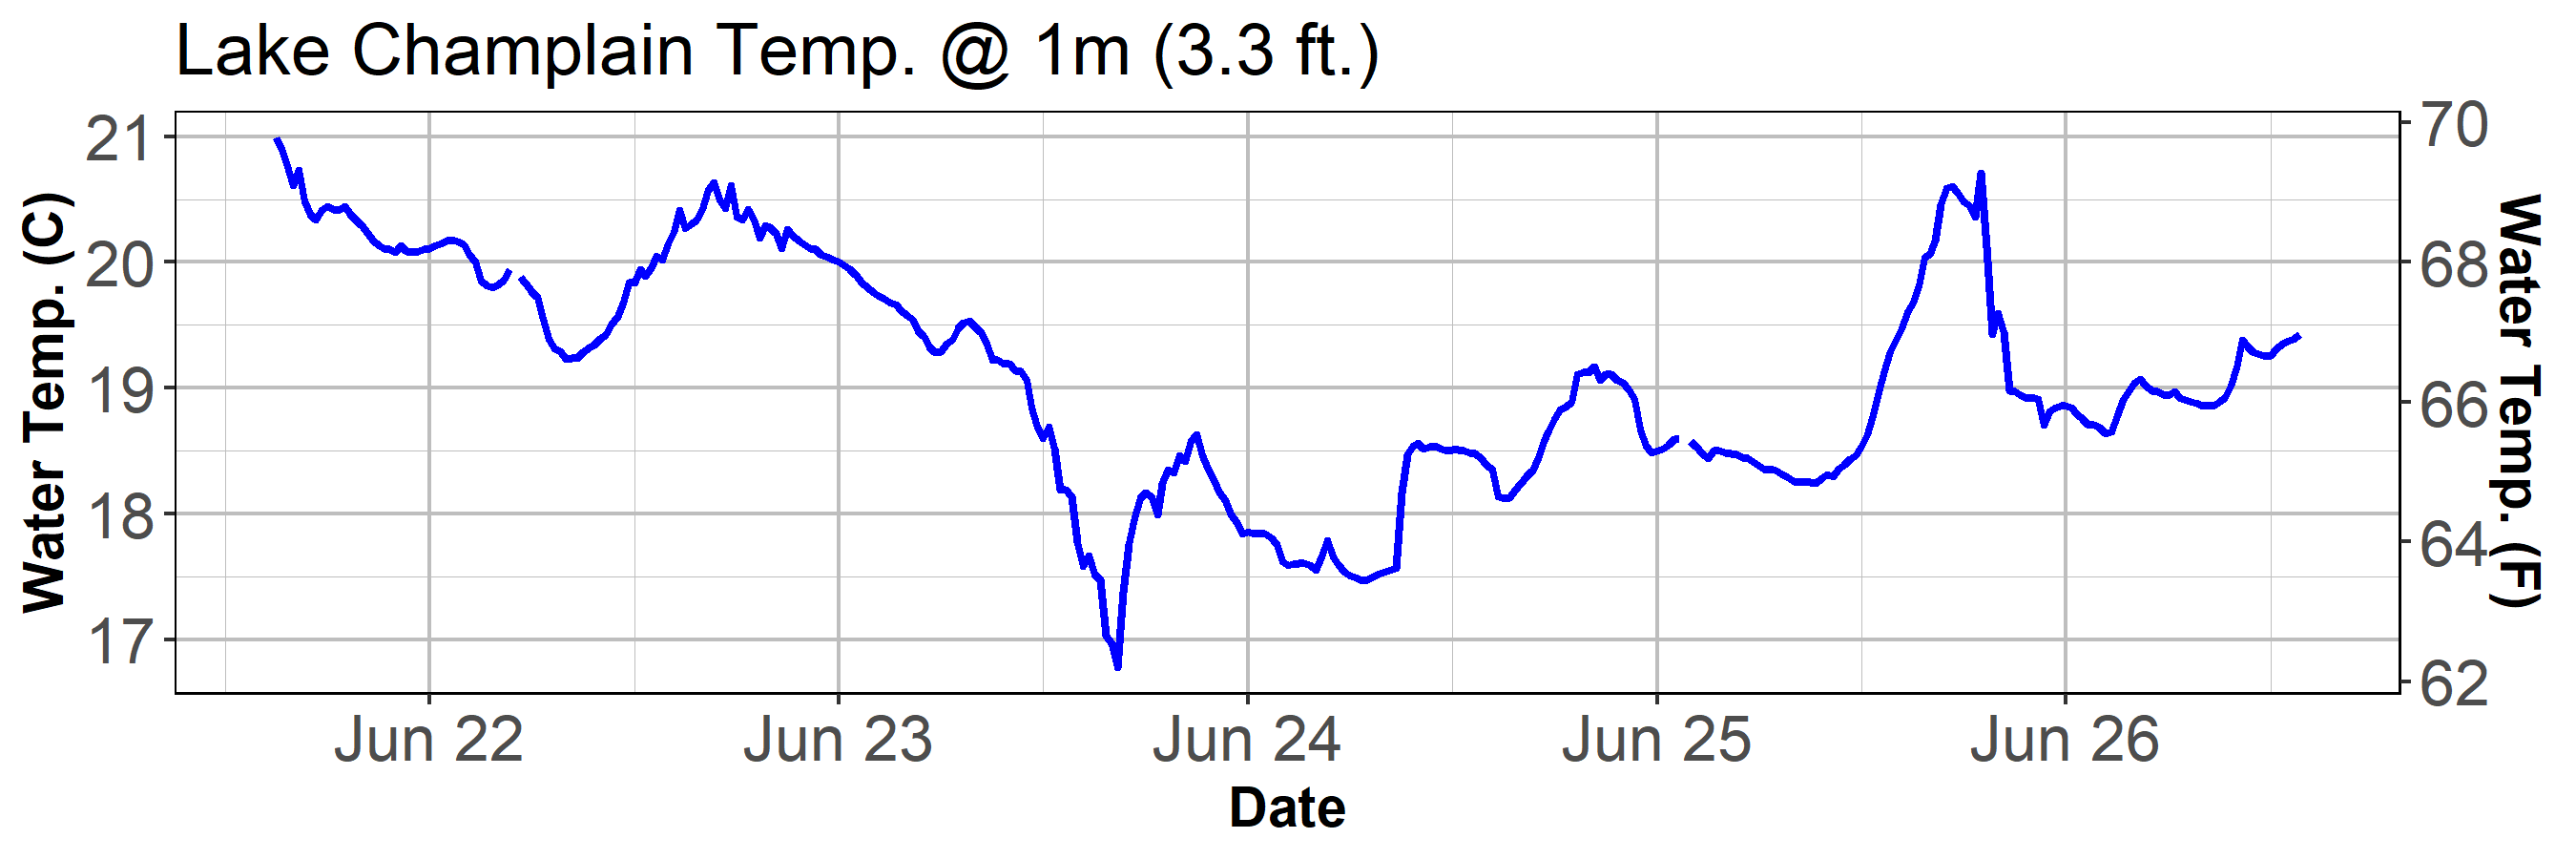 Lake Champlain Temp. @ 1m (3.3 ft.)
Water Temp. (C)
21
20
19
18
17
70
68
66
64
62
Water Temp. (F)
Jun 22
Jun 23
Jun 24
Jun 25
Jun 26
Date